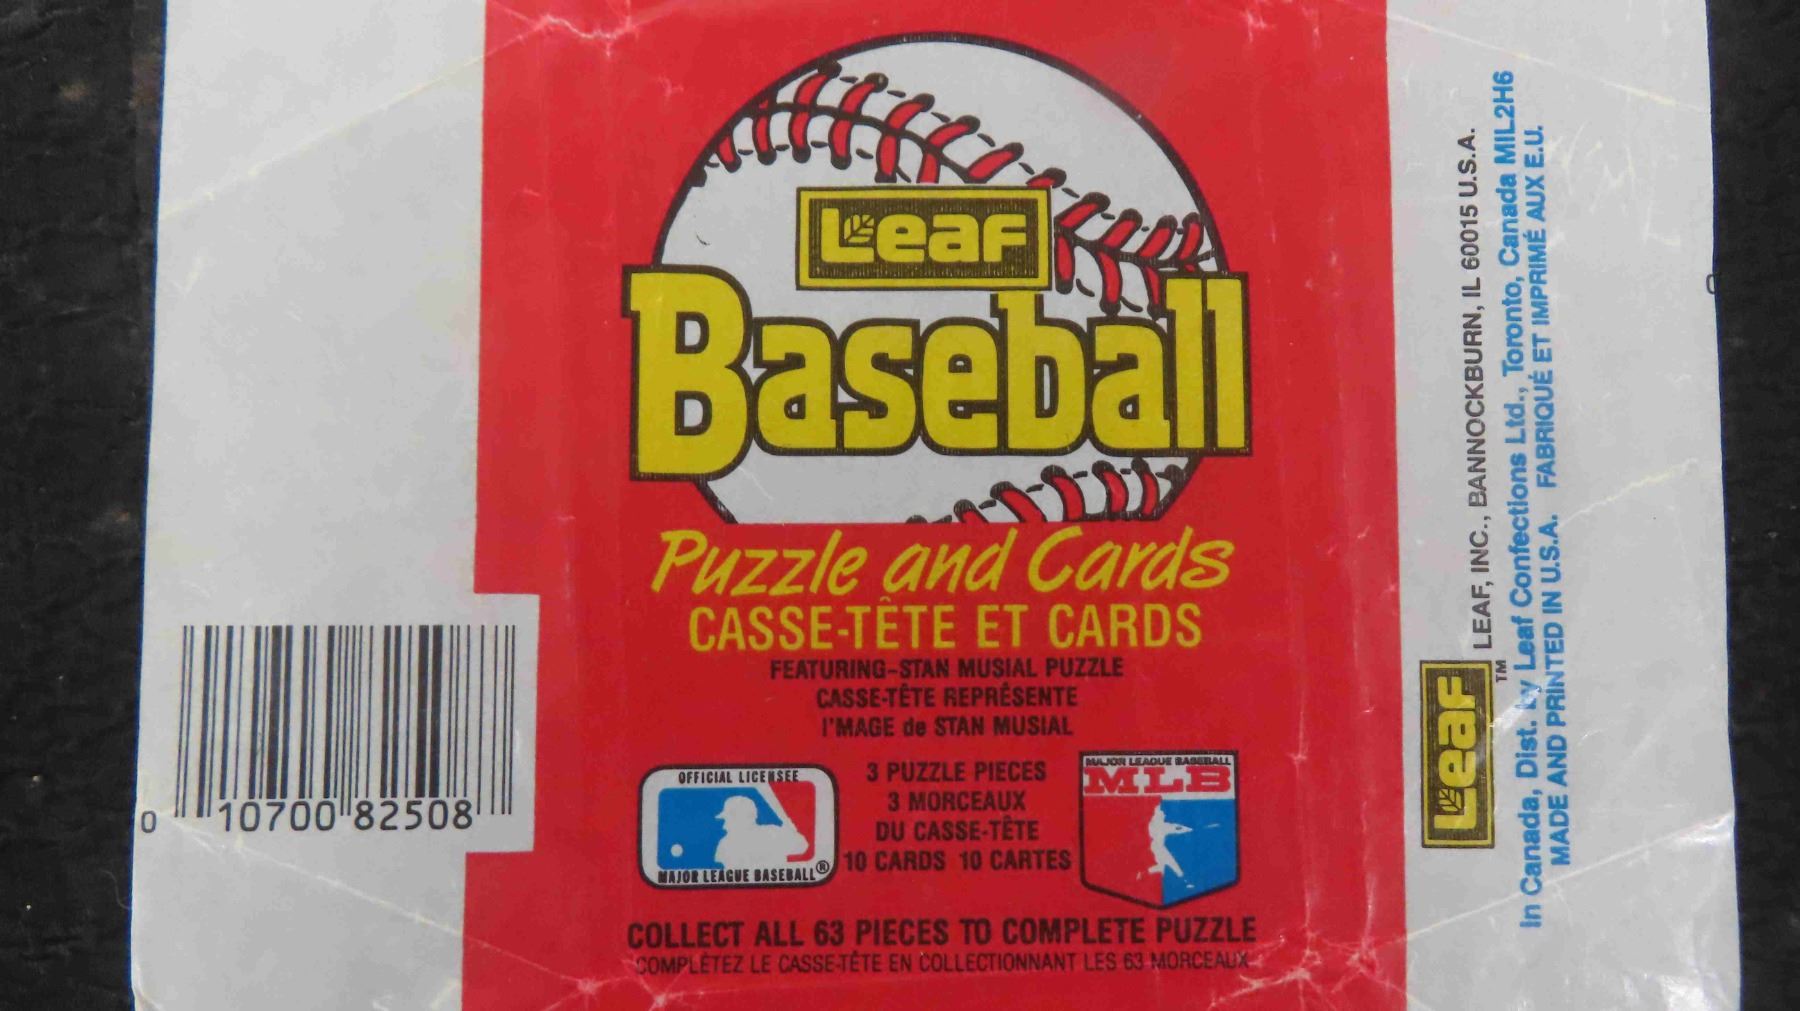 Leaf
Baseball
Puzzle and Cards
CASSE-TÊTE ET CARDS
FEATURING-STAN MUSIAL PUZZLE
CASSE-TÊTE REPRÉSENTE
l'MAGE de STAN MUSIAL
OFFICIAL LICENSEE
MAJOR LEAGUE BASEBALL®
3 PUZZLE PIECES
3 MORCEAUX
DU CASSE-TÊTE
10 CARDS 10 CARTES
MAJOR LEAGUE BASEBALL
MLB
COLLECT ALL 63 PIECES TO COMPLETE PUZZLE
COMPLÉTEZ LE CASSE-TÊTE EN COLLECTIONNANT LES 63 MORCEAUX
0 10700 82508
Leaf™ LEAF, INC., BANNOCKBURN, IL 60015 U.S.A.
In Canada, Dist. by Leaf Confections Ltd., Toronto, Canada MIL2H6
MADE AND PRINTED IN U.S.A. FABRIQUÉ ET IMPRIMÉ AUX E.U.